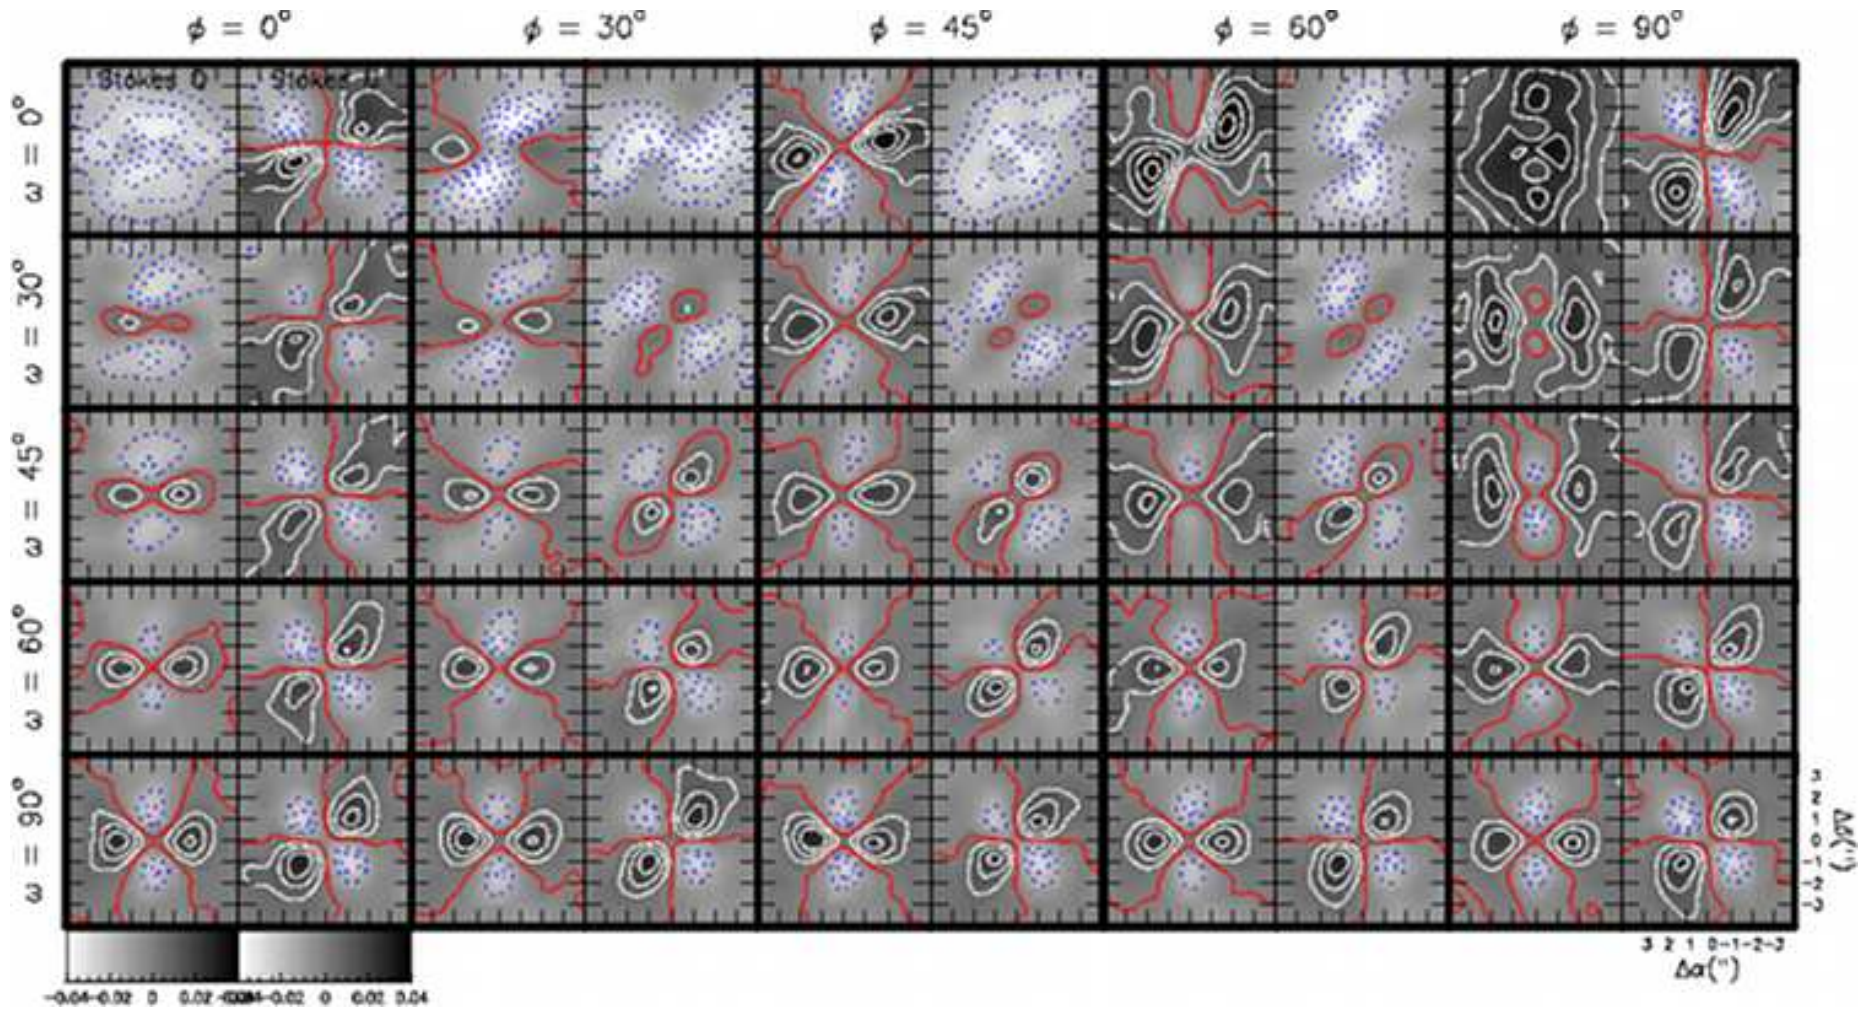 ϕ = 0° ϕ = 30° ϕ = 45° ϕ = 60° ϕ = 90°
Stokes Q Stokes
ω = 0°
ω = 30°
ω = 45°
ω = 60°
ω = 90°
3 2 1 0 -1 -2 -3
Δδ(")
3 2 1 0 -1 -2 -3
Δα(")
-0.04 -0.02 0 0.02 -0.02 0 0.02 0.04